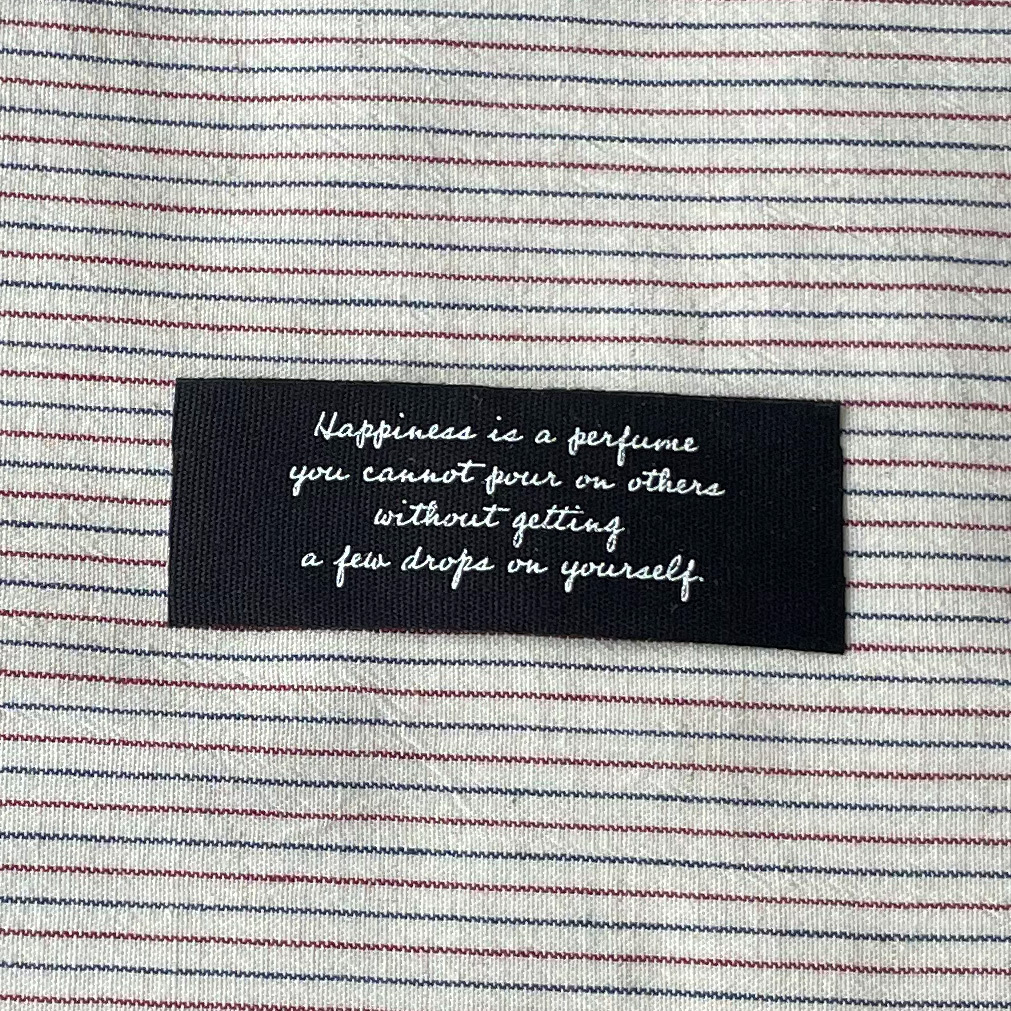 Happiness is a perfume
you cannot pour on others
without getting
a few drops on yourself.